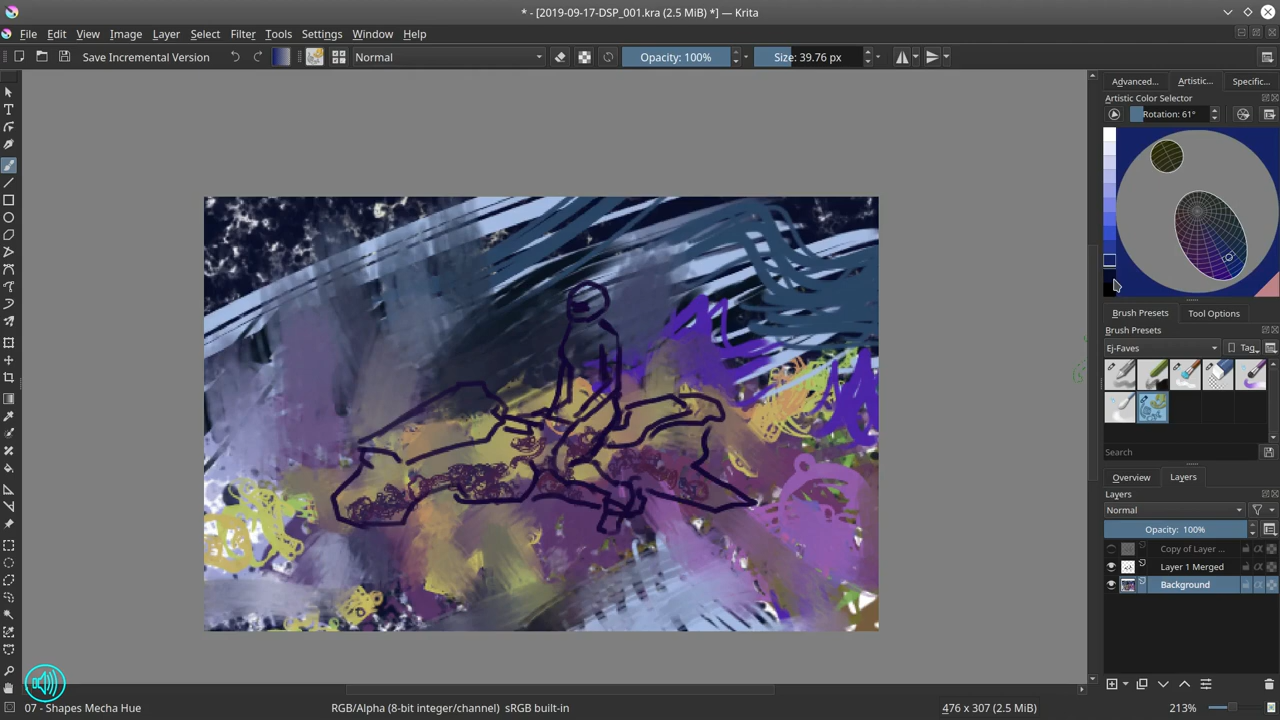 * - [2019-09-17-DSP_001.kra (2.5 MiB) *] — Krita
File Edit View Image Layer Select Filter Tools Settings Window Help
Save Incremental Version Normal Opacity: 100% Size: 39.76 px
Advanced... Artistic... Specific...
Artistic Color Selector
Rotation: 61°
Brush Presets Tool Options
Brush Presets
Ej-Faves Tag
Search
Overview Layers
Layers
Normal
Opacity: 100%
Copy of Layer ...
Layer 1 Merged
Background
07 - Shapes Mecha Hue RGB/Alpha (8-bit integer/channel) sRGB built-in 476 x 307 (2.5 MiB) 213%